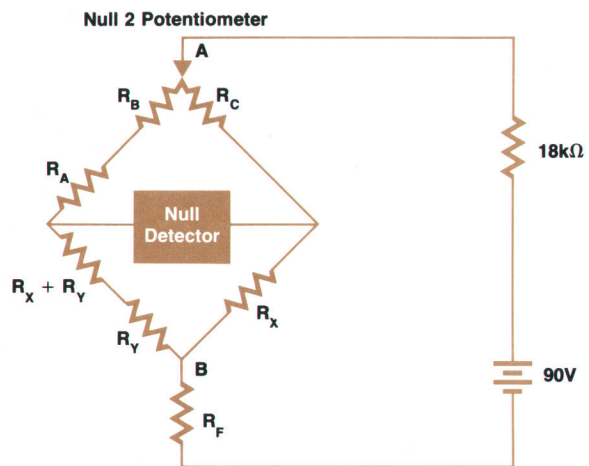 Null 2 Potentiometer
A
R_B
R_C
18kΩ
R_A
Null
Detector
R_X + R_Y
R_X
R_Y
B
90V
R_F